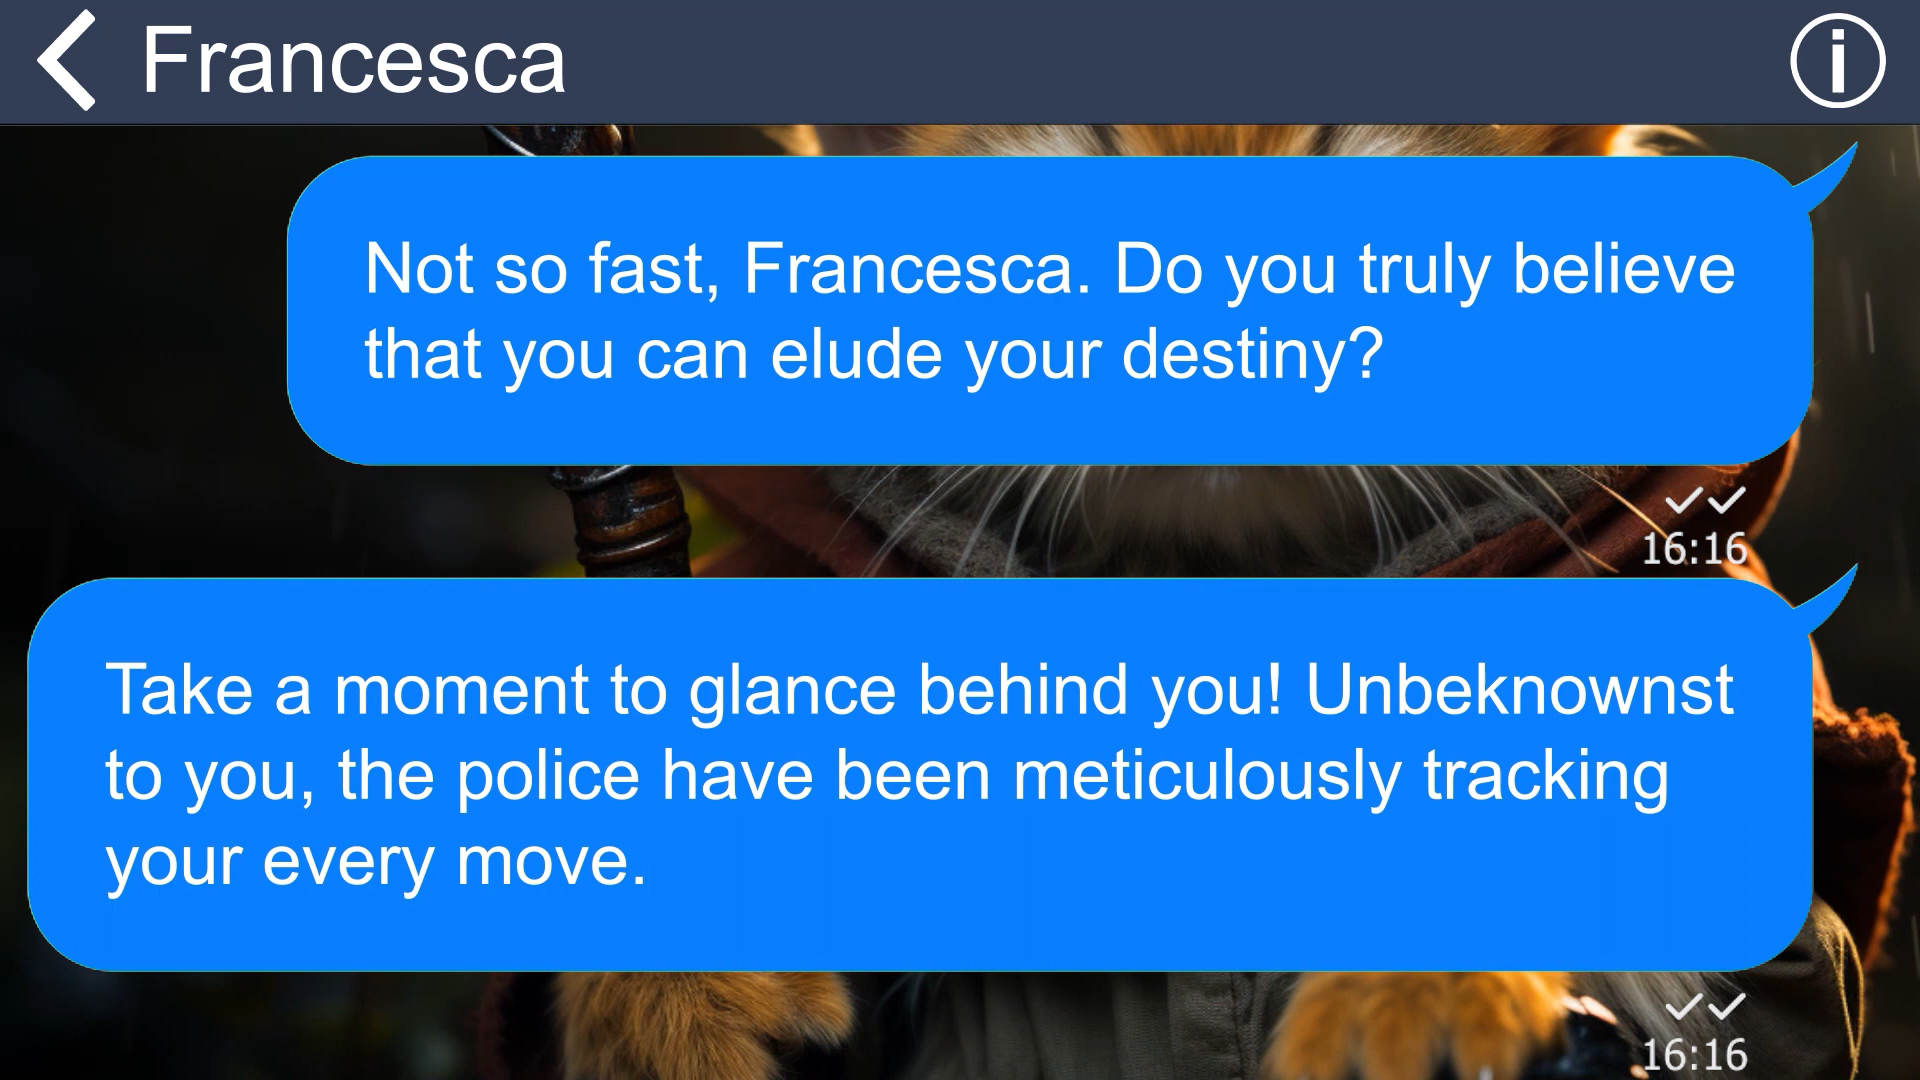 Francesca
Not so fast, Francesca. Do you truly believe
that you can elude your destiny?
16:16
Take a moment to glance behind you! Unbeknownst
to you, the police have been meticulously tracking
your every move.
16:16